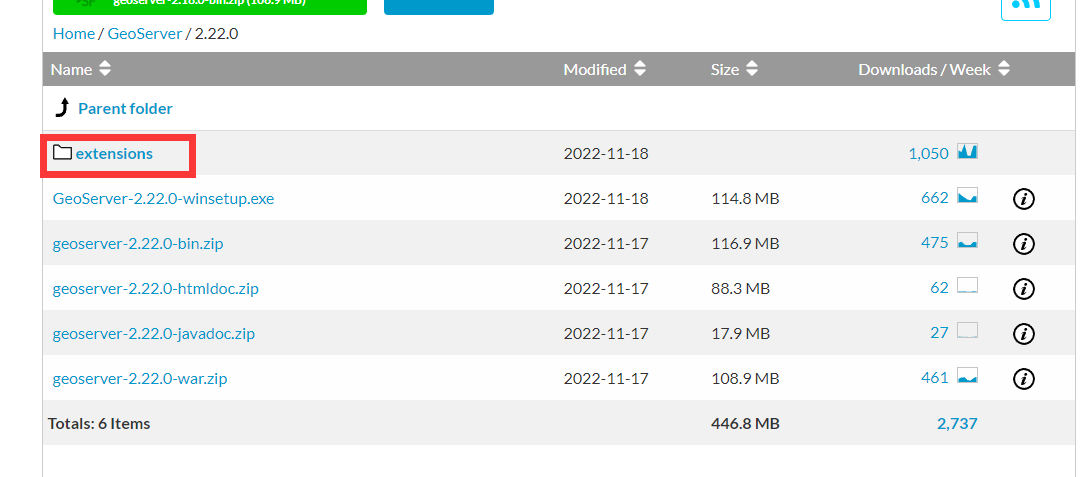 geoserver-2.18.0-bin.zip (108.9 MB)
Home / GeoServer / 2.22.0
Name Modified Size Downloads / Week
Parent folder
extensions 2022-11-18 1,050
GeoServer-2.22.0-winsetup.exe 2022-11-18 114.8 MB 662
geoserver-2.22.0-bin.zip 2022-11-17 116.9 MB 475
geoserver-2.22.0-htmldoc.zip 2022-11-17 88.3 MB 62
geoserver-2.22.0-javadoc.zip 2022-11-17 17.9 MB 27
geoserver-2.22.0-war.zip 2022-11-17 108.9 MB 461
Totals: 6 Items 446.8 MB 2,737